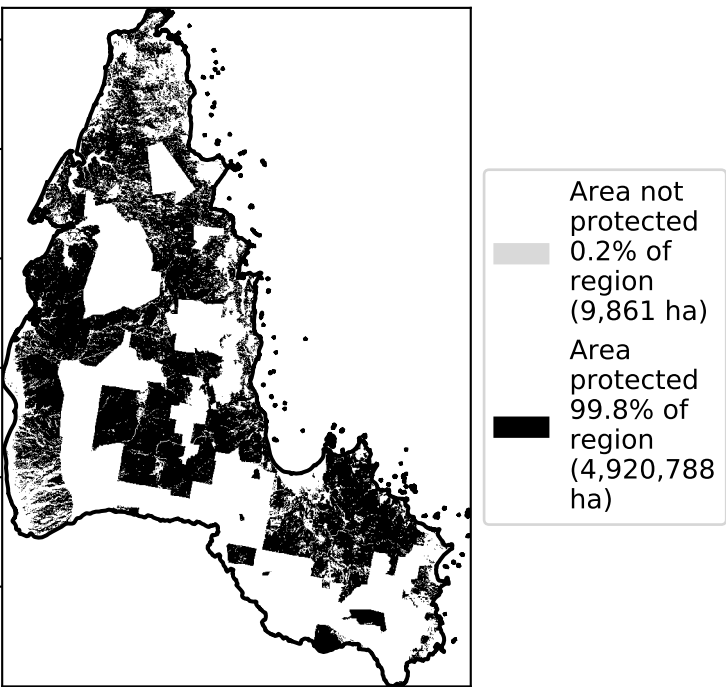 Area not
protected
0.2% of
region
(9,861 ha)
Area
protected
99.8% of
region
(4,920,788
ha)